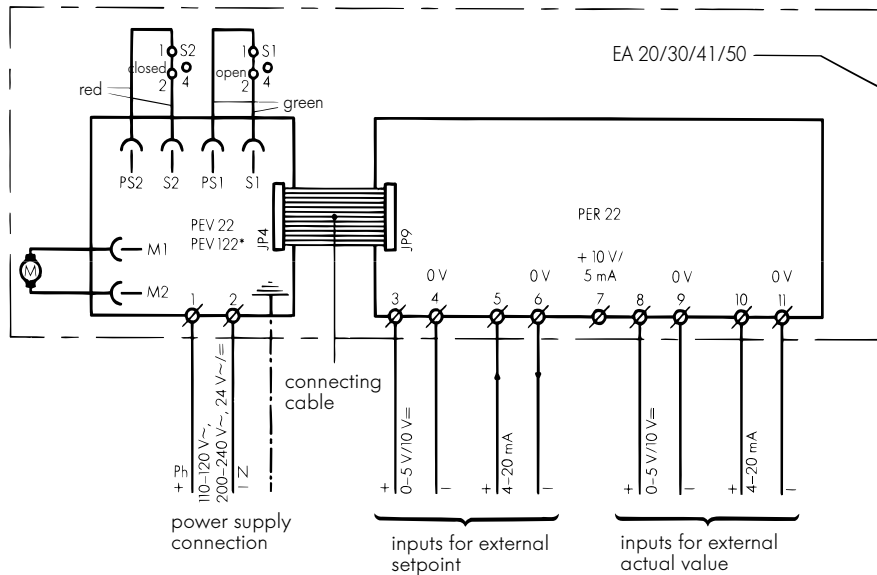 EA 20/30/41/50
1 S2
closed
2 4
1 S1
open
2 4
red
green
PS2 S2 PS1 S1
PEV 22
PEV 122*
JP4
JP9
PER 22
M
M1
M2
+ 10 V/
5 mA
0 V 0 V 0 V 0 V
1 2 3 4 5 6 7 8 9 10 11
connecting
cable
Ph
+
110–120 V~,
200–240 V~, 24 V~/=
N
–
+ 0–5 V/10 V= –
+ 4–20 mA –
+ 0–5 V/10 V= –
+ 4–20 mA –
power supply
connection
inputs for external
setpoint
inputs for external
actual value